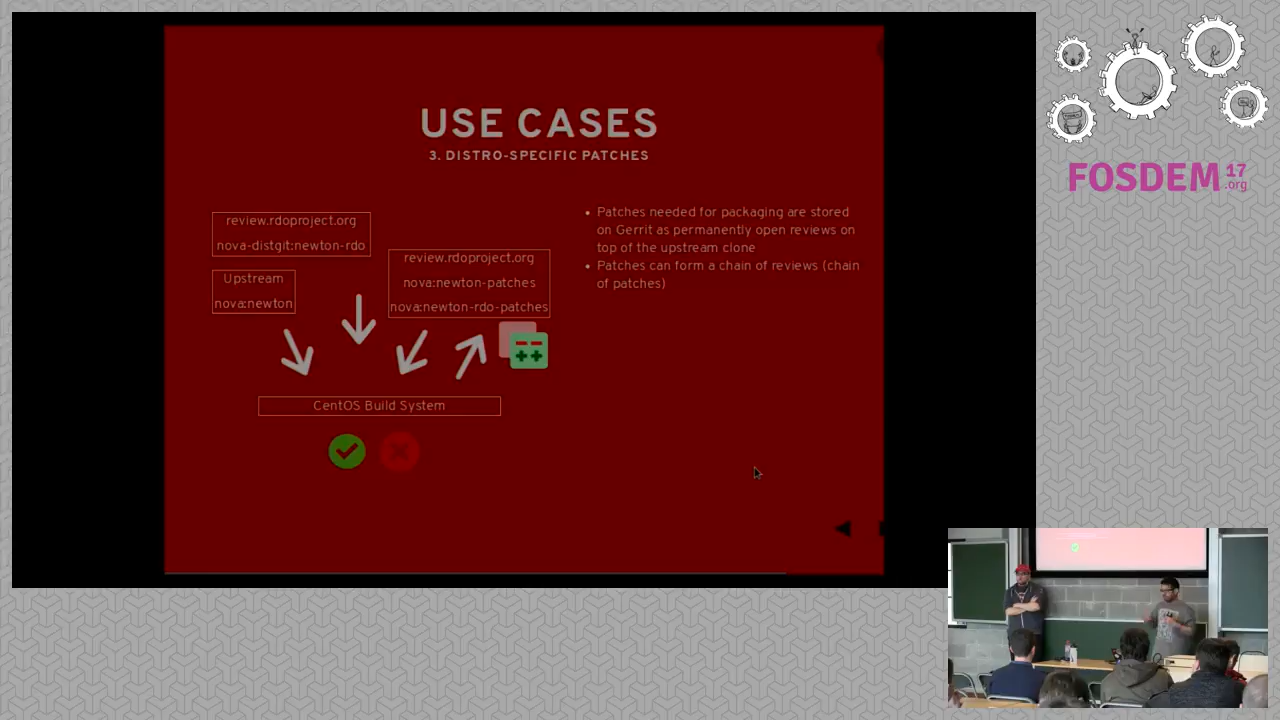 USE CASES
3. DISTRO-SPECIFIC PATCHES
review.rdoproject.org
nova-distgit:newton-rdo
Upstream
nova:newton
review.rdoproject.org
nova:newton-patches
nova:newton-rdo-patches
CentOS Build System
Patches needed for packaging are stored
on Gerrit as permanently open reviews on
top of the upstream clone
Patches can form a chain of reviews (chain
of patches)
FOSDEM 17
.org